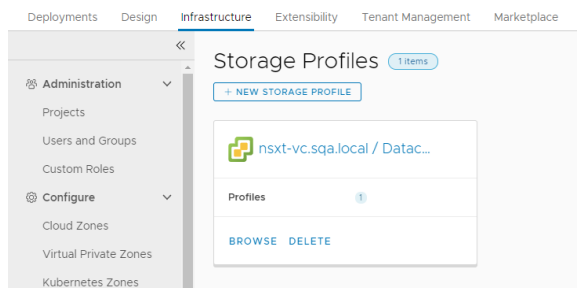 Deployments Design Infrastructure Extensibility Tenant Management Marketplace
Administration
Projects
Users and Groups
Custom Roles
Configure
Cloud Zones
Virtual Private Zones
Kubernetes Zones
Storage Profiles 1 items
+ NEW STORAGE PROFILE
nsxt-vc.sqa.local / Datac...
Profiles 1
BROWSE DELETE